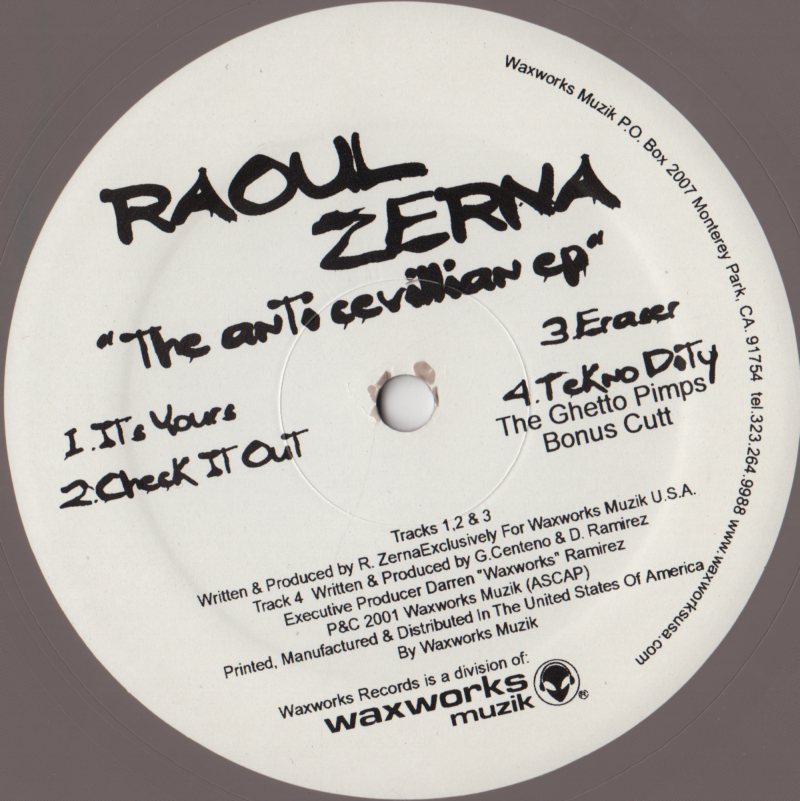 RAOUL
ZERNA
"The anti cevillian ep"
1. ITs Yours
2. Check IT Out
3. Eraser
4. Tekno DiTy
The Ghetto Pimps
Bonus Cutt
Tracks 1,2 & 3
Written & Produced by R. ZernaExclusively For Waxworks Muzik U.S.A.
Track 4 Written & Produced by G.Centeno & D. Ramirez
Executive Producer Darren "Waxworks" Ramirez
P&C 2001 Waxworks Muzik (ASCAP)
Printed, Manufactured & Distributed In The United States Of America
By Waxworks Muzik
Waxworks Records is a division of:
waxworks
muzik ®
Waxworks Muzik P.O. Box 2007 Monterey Park, CA. 91754 tel.323.264.9988 www.waxworksusa.com